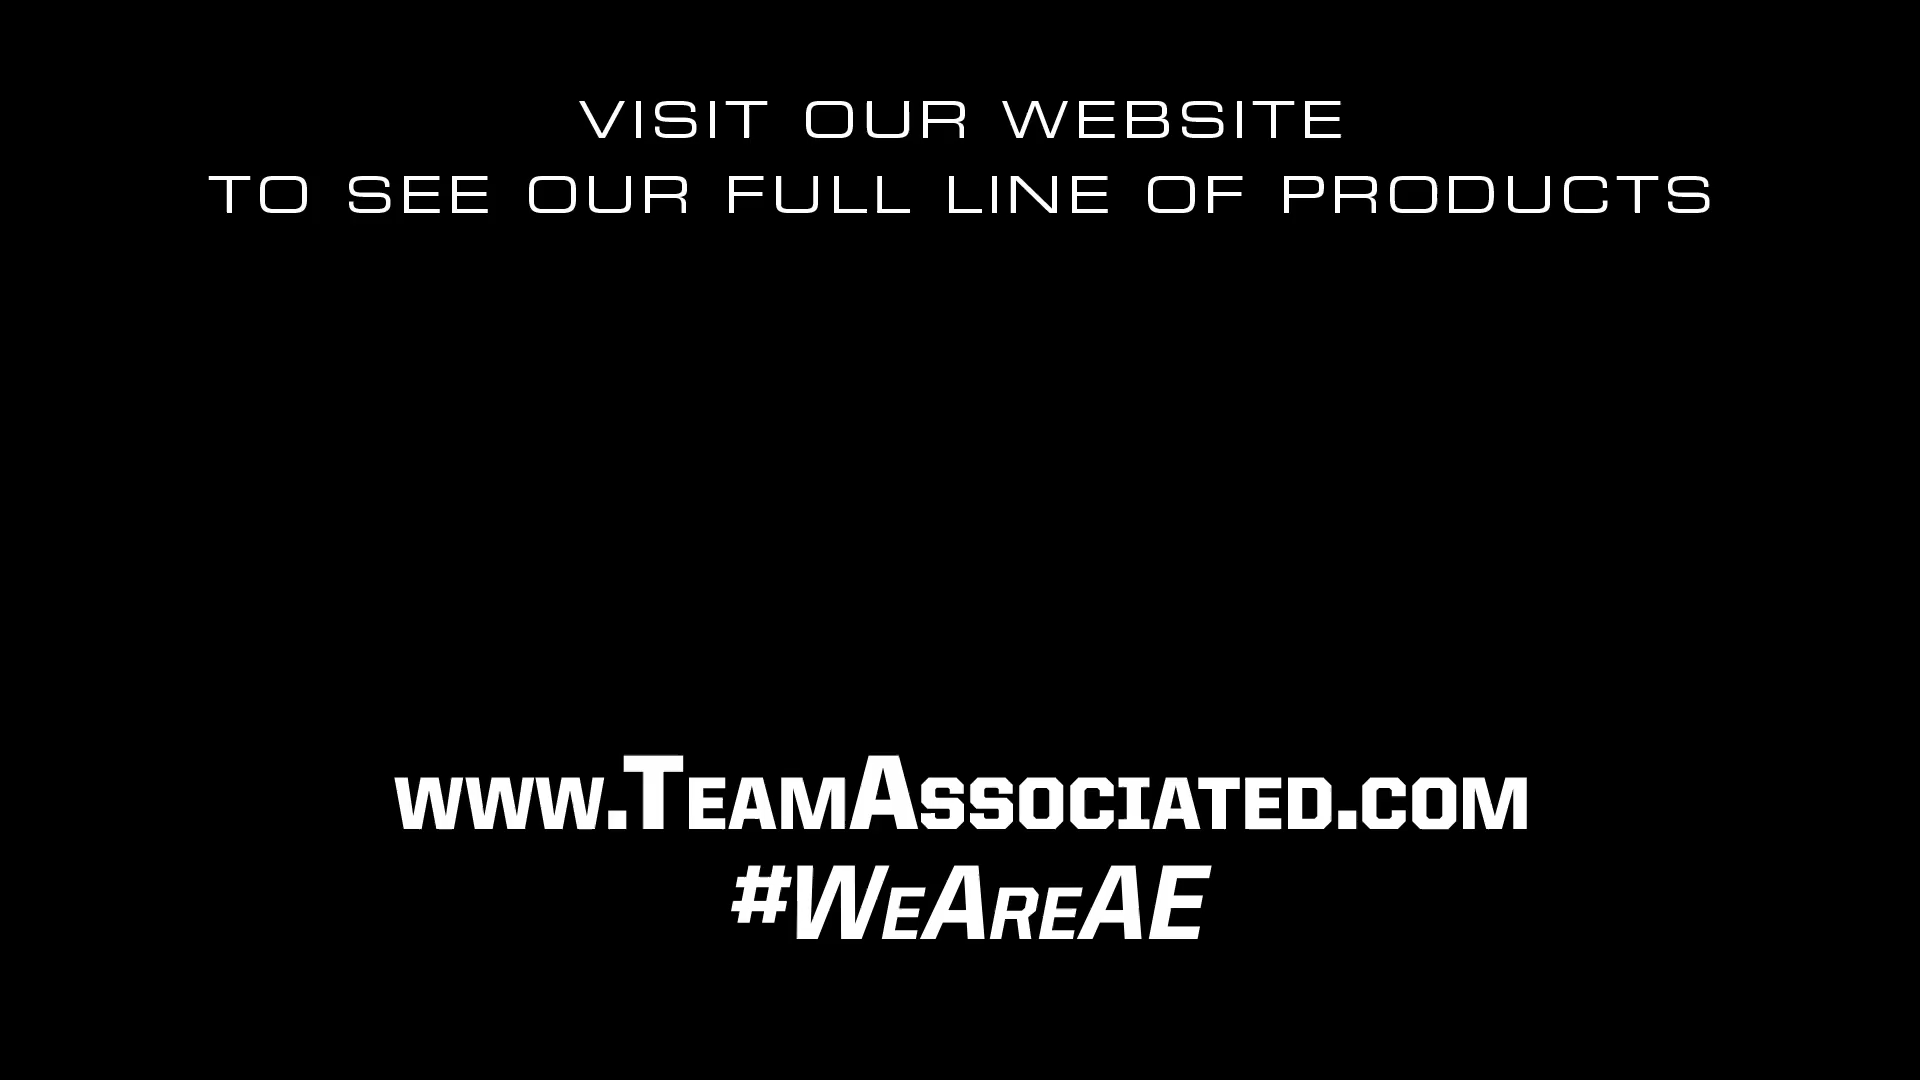 VISIT OUR WEBSITE
TO SEE OUR FULL LINE OF PRODUCTS
www.TeamAssociated.com
#WeAreAE